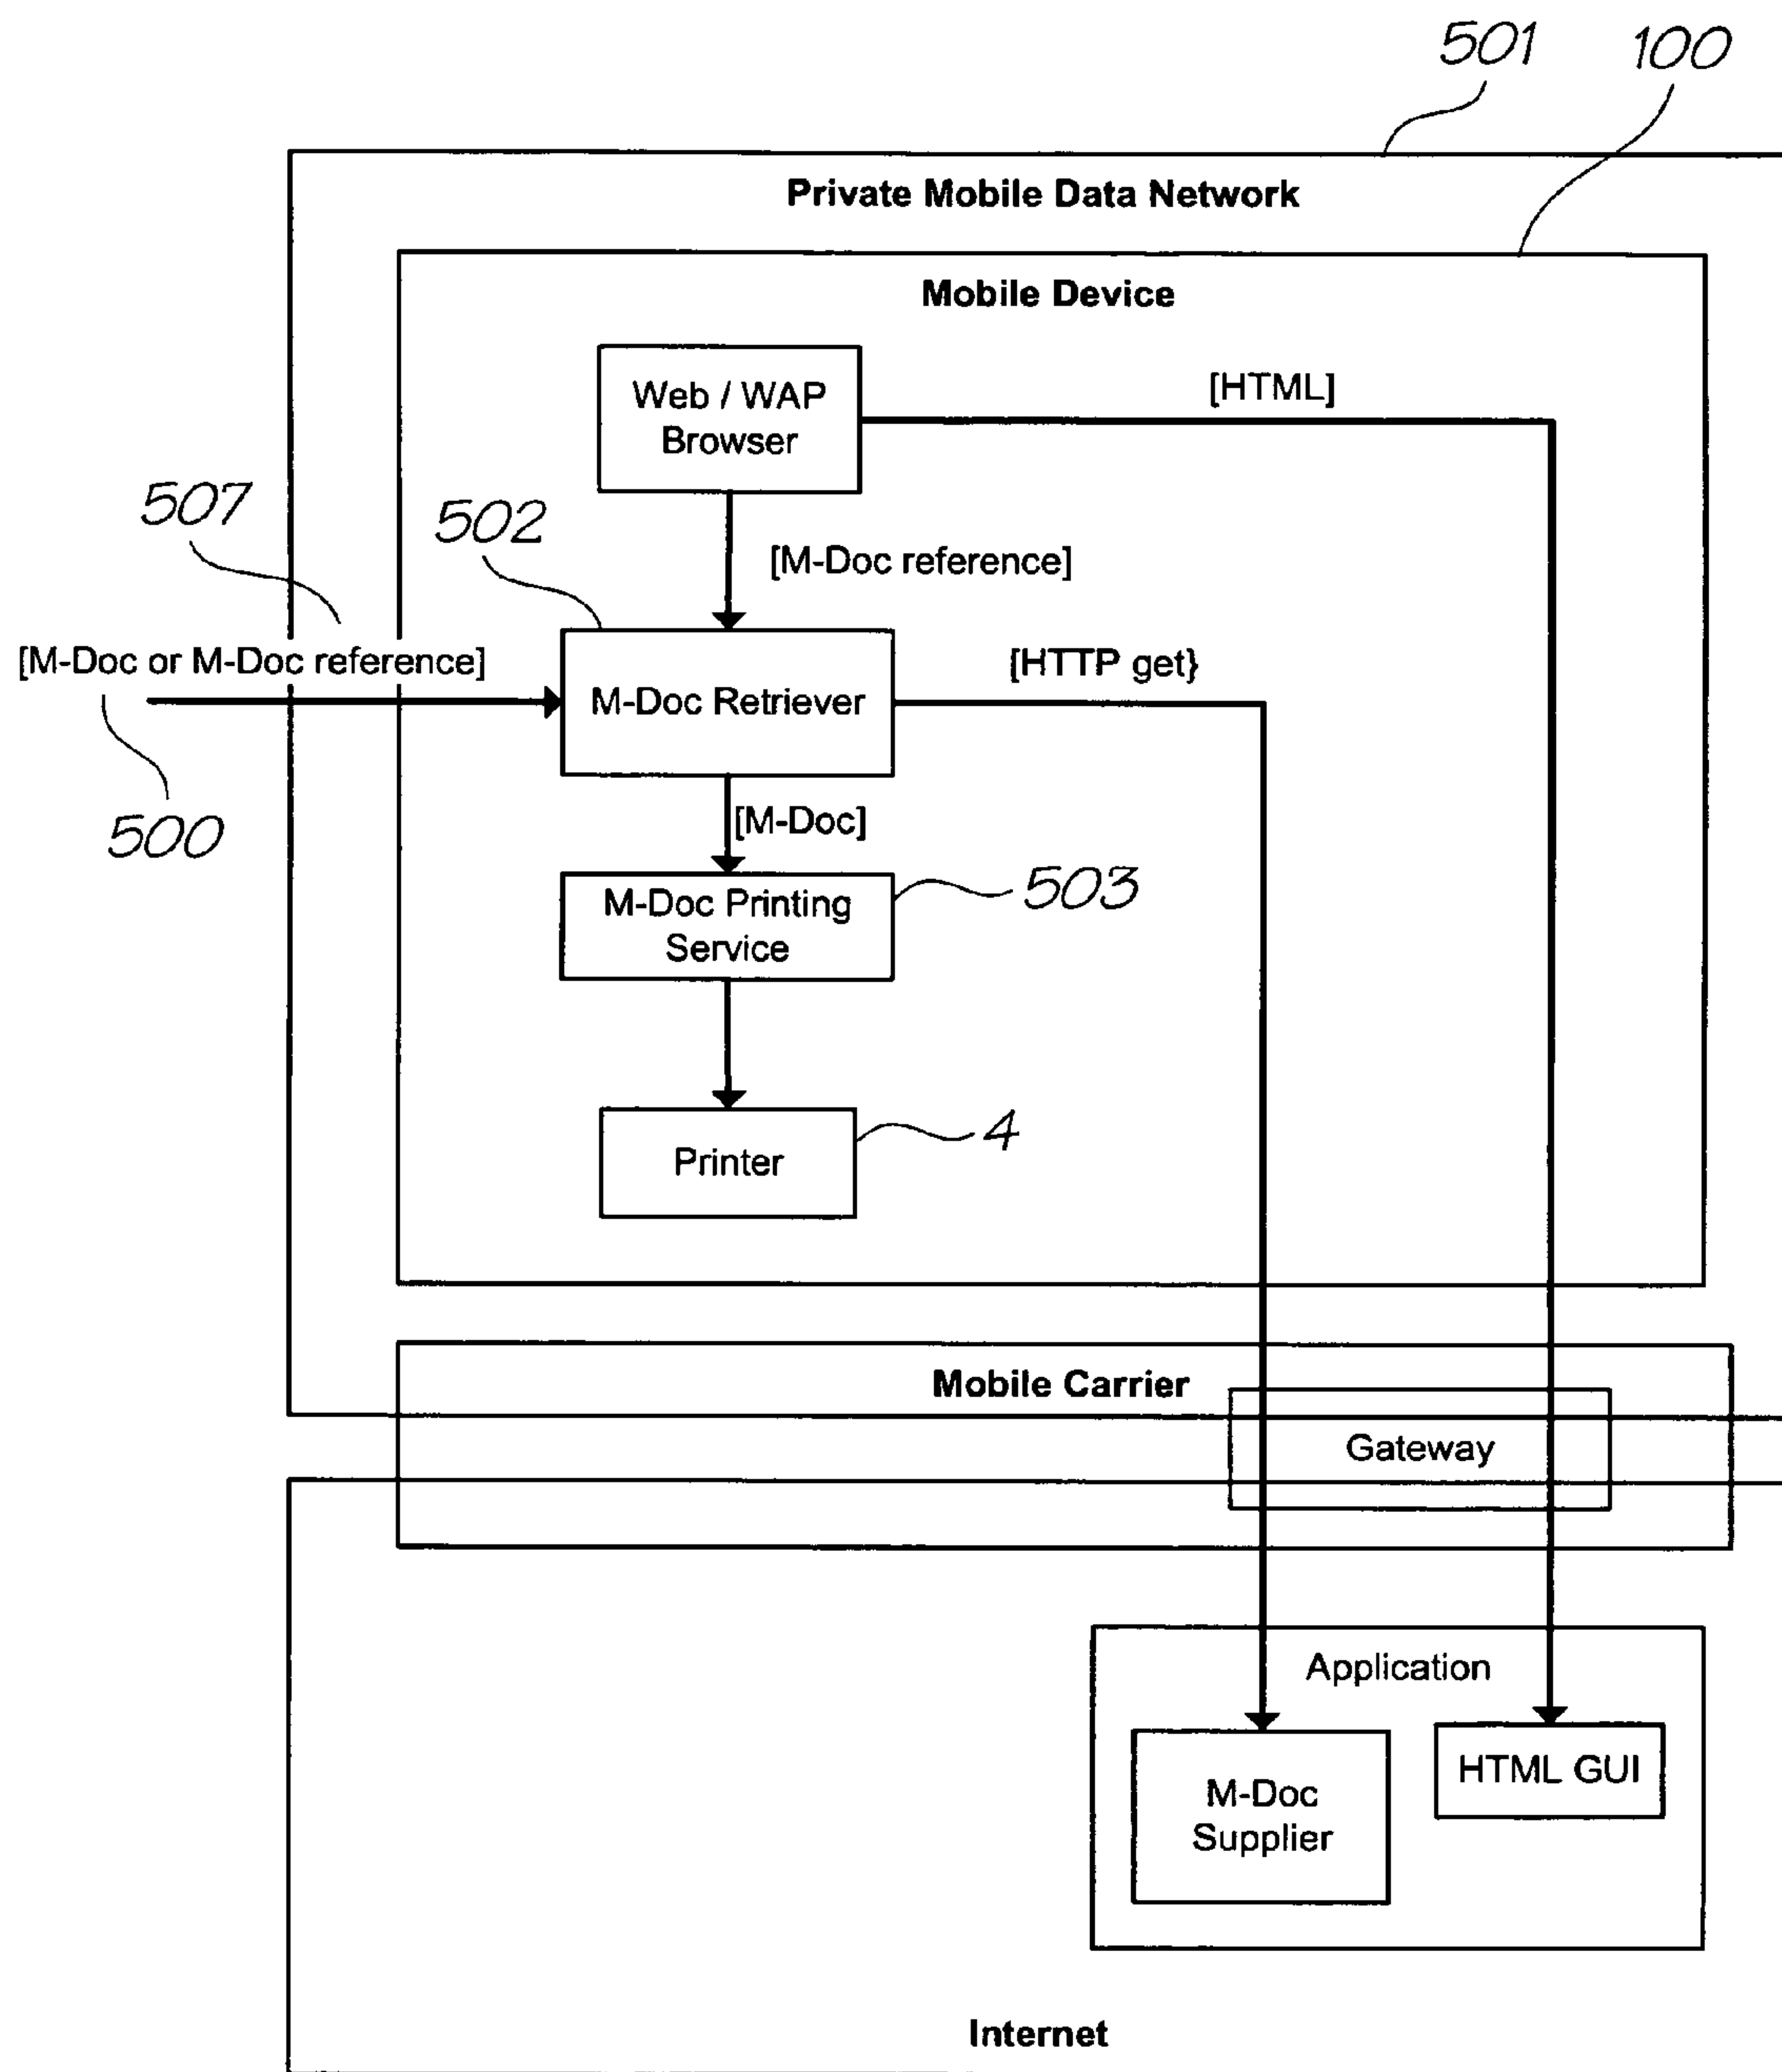 501
100
Private Mobile Data Network
Mobile Device
Web / WAP
Browser
[HTML]
507
502
[M-Doc reference]
[M-Doc or M-Doc reference]
M-Doc Retriever
[HTTP get}
500
[M-Doc]
M-Doc Printing
Service
503
Printer
4
Mobile Carrier
Gateway
Application
M-Doc
Supplier
HTML GUI
Internet